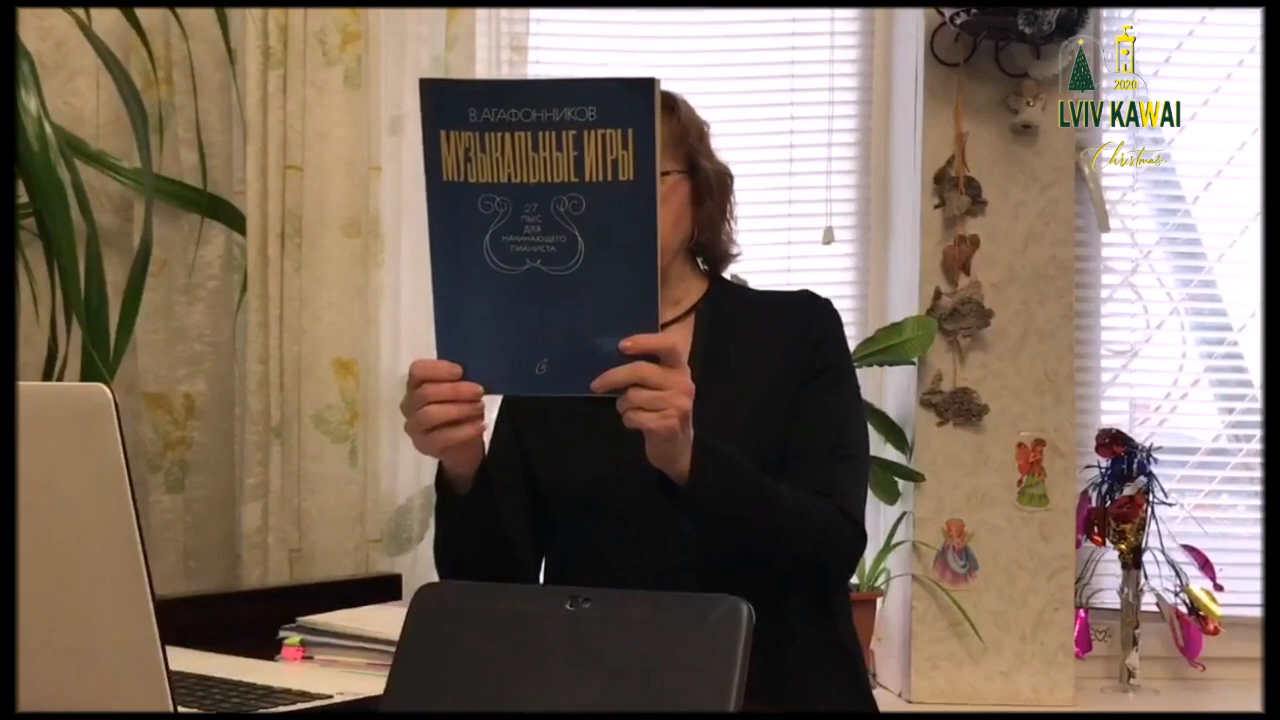 В. АГАФОННИКОВ
МУЗЫКАЛЬНЫЕ ИГРЫ
27
ПЬЕС
ДЛЯ
НАЧИНАЮЩЕГО
ПИАНИСТА
2020
LVIV KAWAI
Christmas